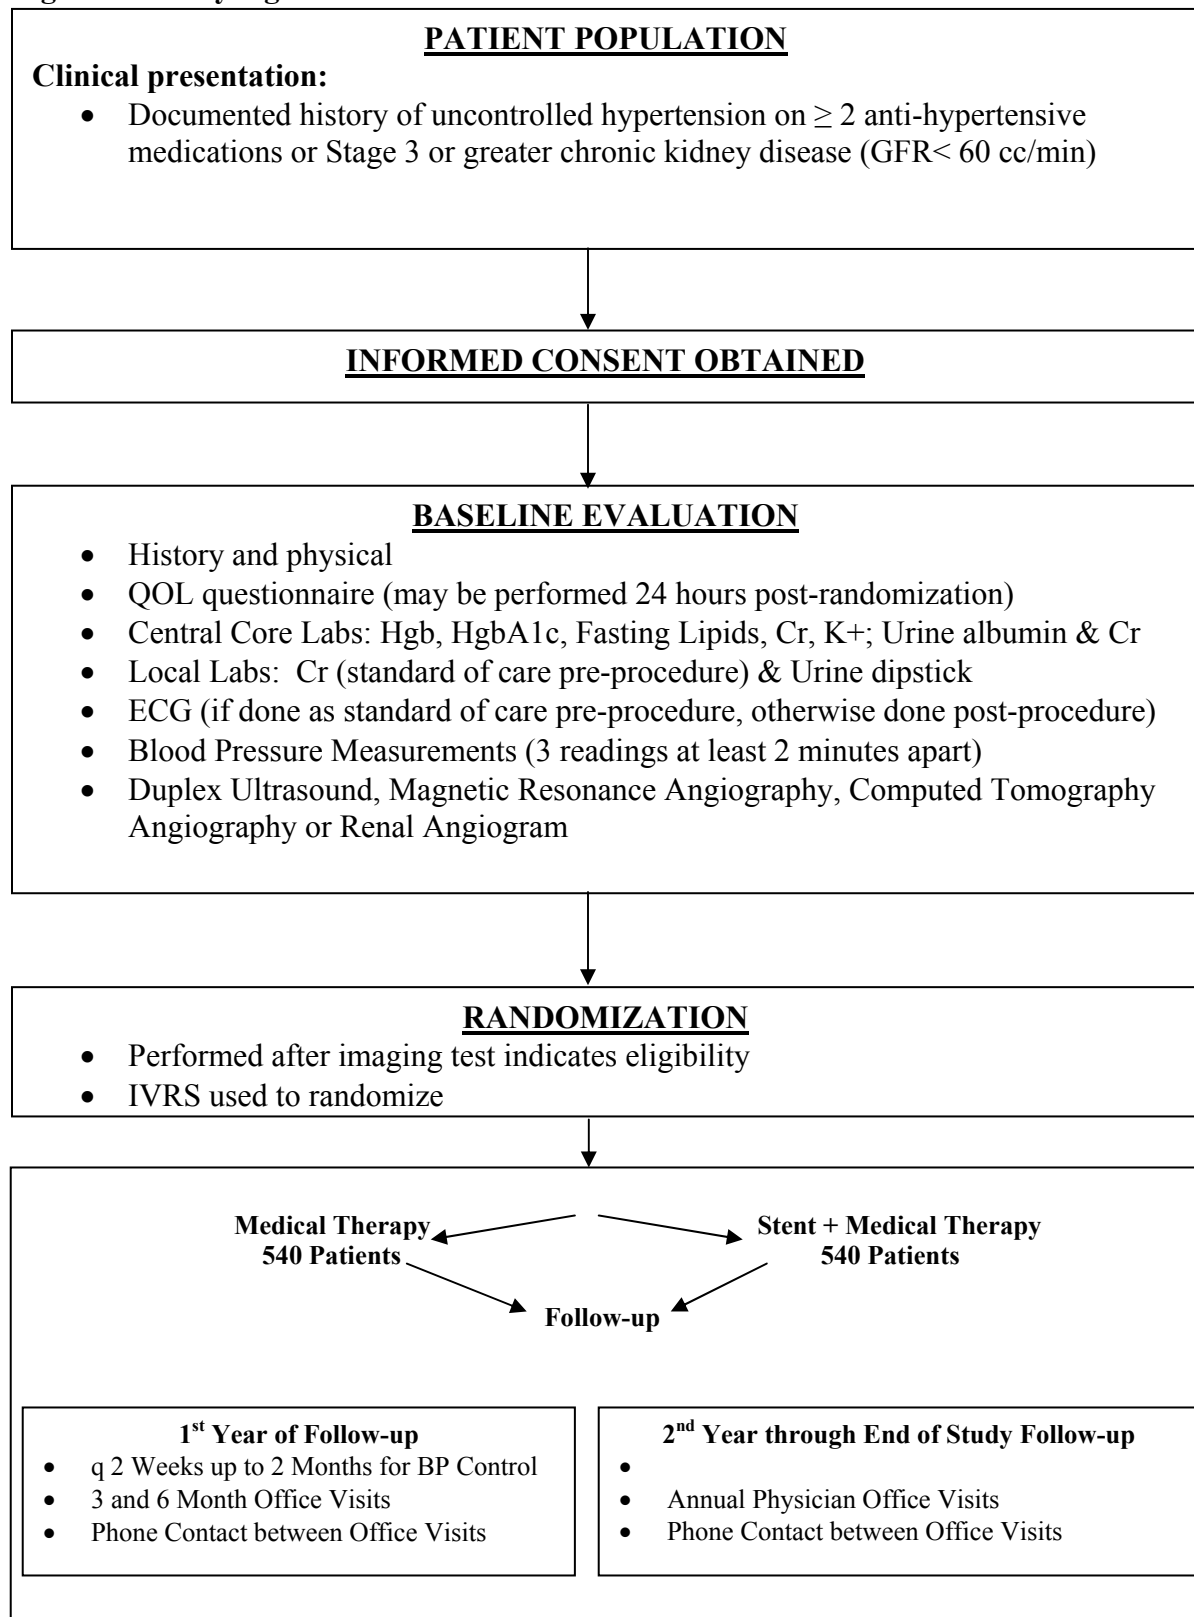 PATIENT POPULATION
Clinical presentation:
• Documented history of uncontrolled hypertension on ≥ 2 anti-hypertensive
medications or Stage 3 or greater chronic kidney disease (GFR< 60 cc/min)
INFORMED CONSENT OBTAINED
BASELINE EVALUATION
• History and physical
• QOL questionnaire (may be performed 24 hours post-randomization)
• Central Core Labs: Hgb, HgbA1c, Fasting Lipids, Cr, K+; Urine albumin & Cr
• Local Labs: Cr (standard of care pre-procedure) & Urine dipstick
• ECG (if done as standard of care pre-procedure, otherwise done post-procedure)
• Blood Pressure Measurements (3 readings at least 2 minutes apart)
• Duplex Ultrasound, Magnetic Resonance Angiography, Computed Tomography
Angiography or Renal Angiogram
RANDOMIZATION
• Performed after imaging test indicates eligibility
• IVRS used to randomize
Medical Therapy
540 Patients
Stent + Medical Therapy
540 Patients
Follow-up
1st Year of Follow-up
• q 2 Weeks up to 2 Months for BP Control
• 3 and 6 Month Office Visits
• Phone Contact between Office Visits
2nd Year through End of Study Follow-up
•
• Annual Physician Office Visits
• Phone Contact between Office Visits